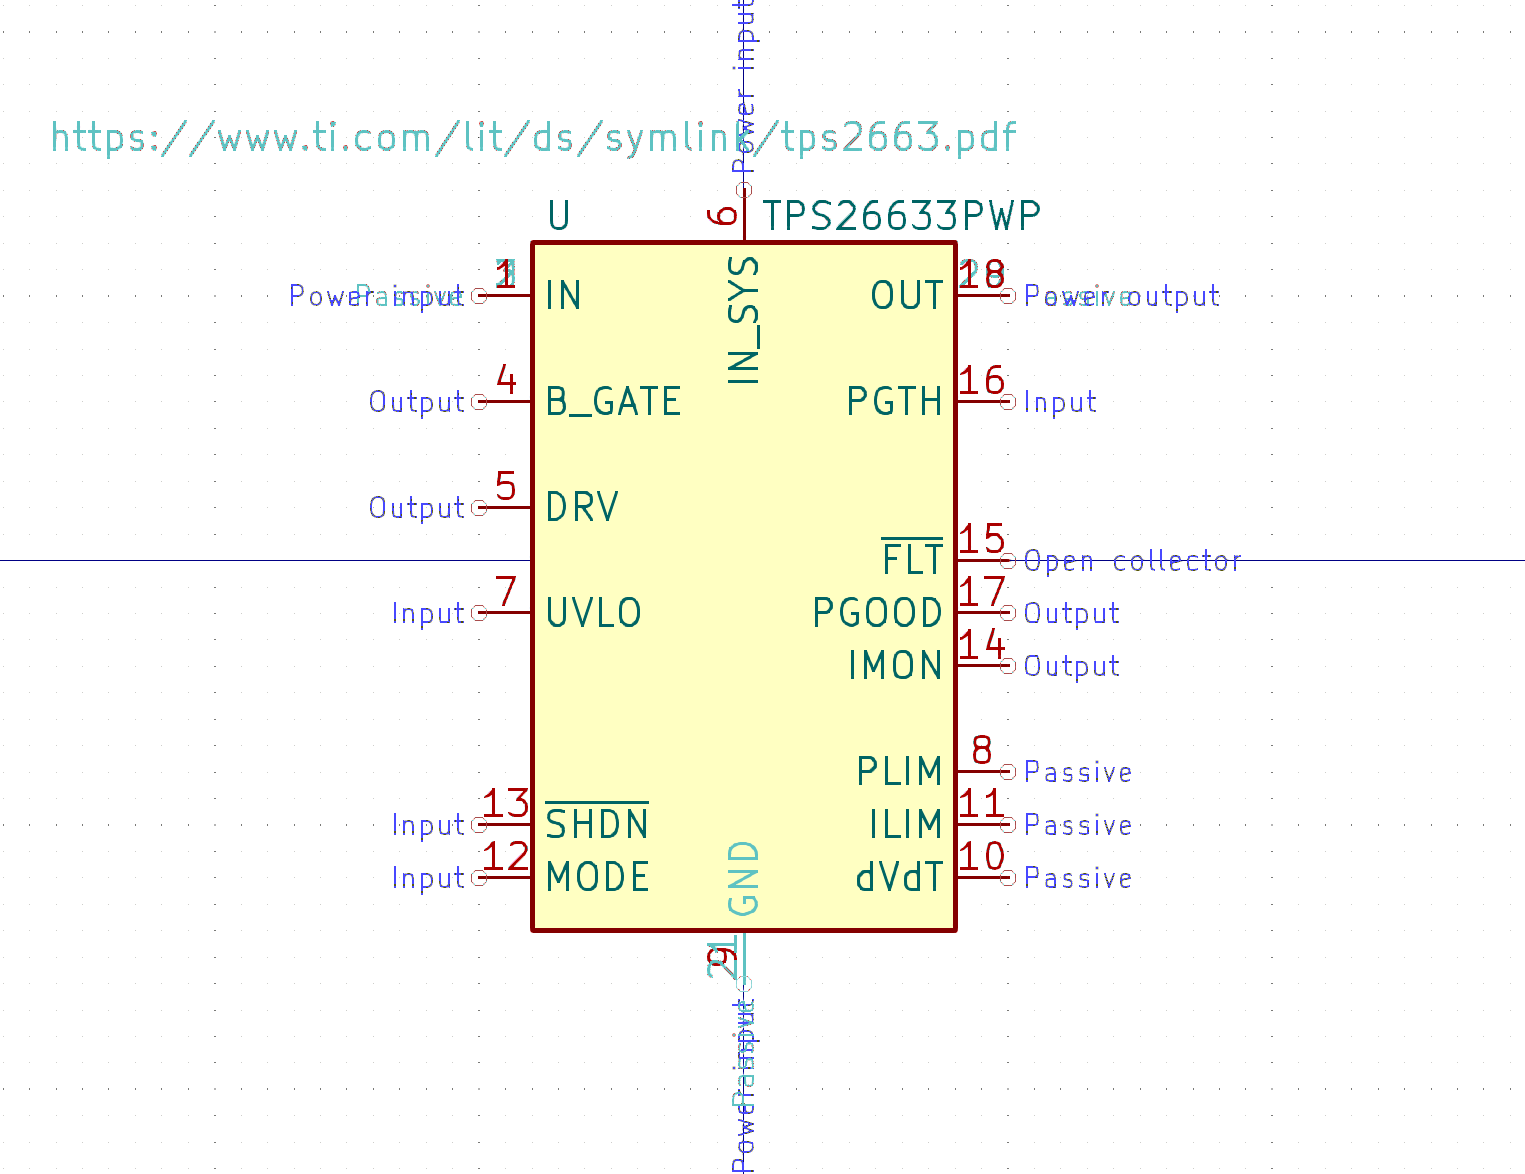 Power input
https://www.ti.com/lit/ds/symlink/tps2663.pdf
U 6 TPS26633PWP
IN_SYS
Power input 1 IN OUT 18 Power output
Output 4 B_GATE PGTH 16 Input
Output 5 DRV
FLT 15 Open collector
Input 7 UVLO PGOOD 17 Output
IMON 14 Output
PLIM 8 Passive
Input 13 SHDN ILIM 11 Passive
Input 12 MODE dVdT 10 Passive
GND
9
21
Power input
Passive